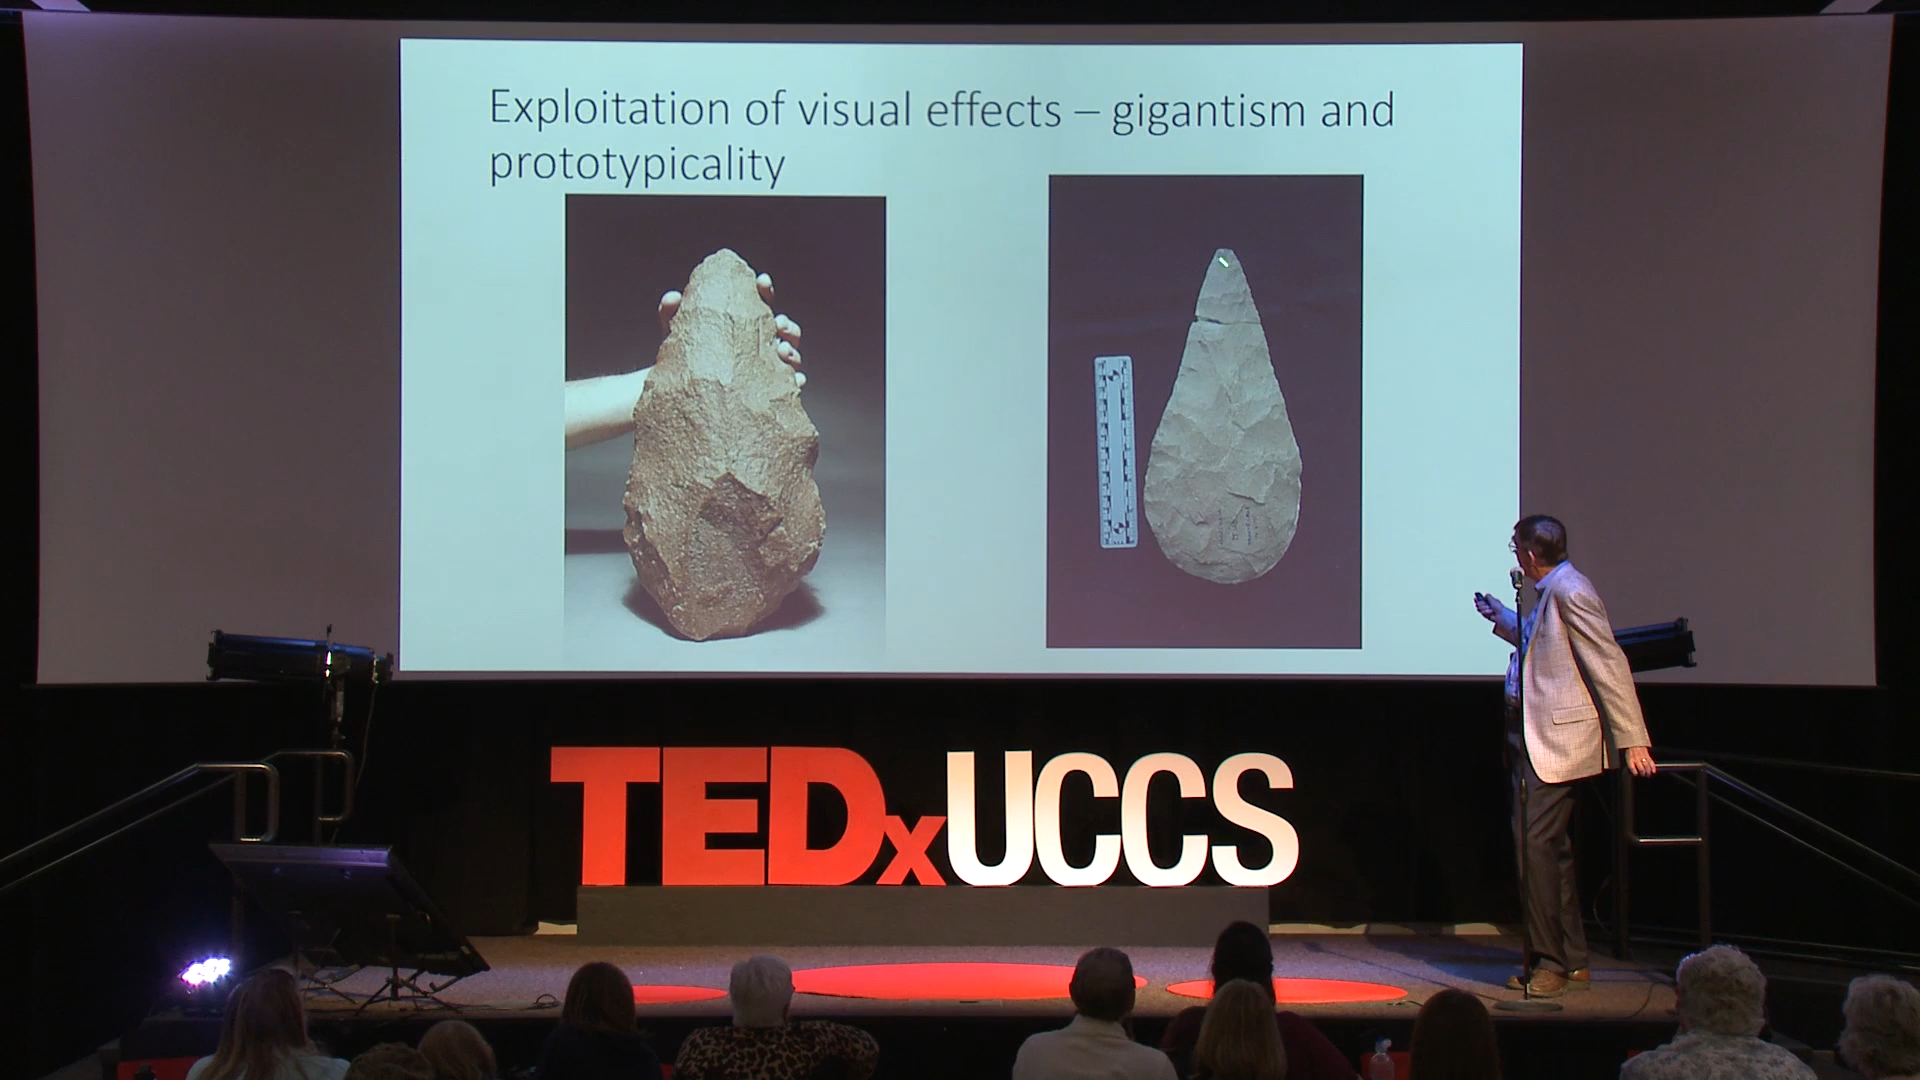 Exploitation of visual effects – gigantism and
prototypicality
TEDxUCCS